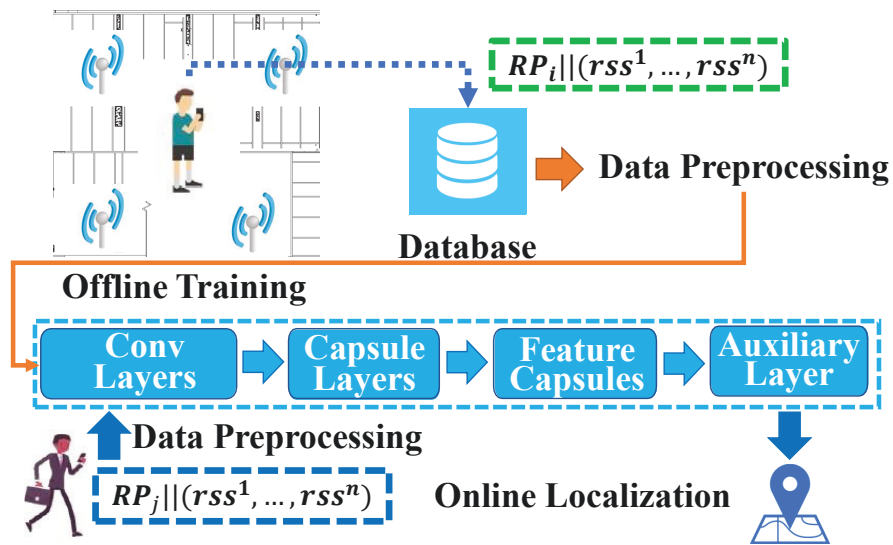 RP_i||(rss^1, ..., rss^n)
Data Preprocessing
Database
Offline Training
Conv
Layers
Capsule
Layers
Feature
Capsules
Auxiliary
Layer
Data Preprocessing
RP_j||(rss^1, ..., rss^n)
Online Localization